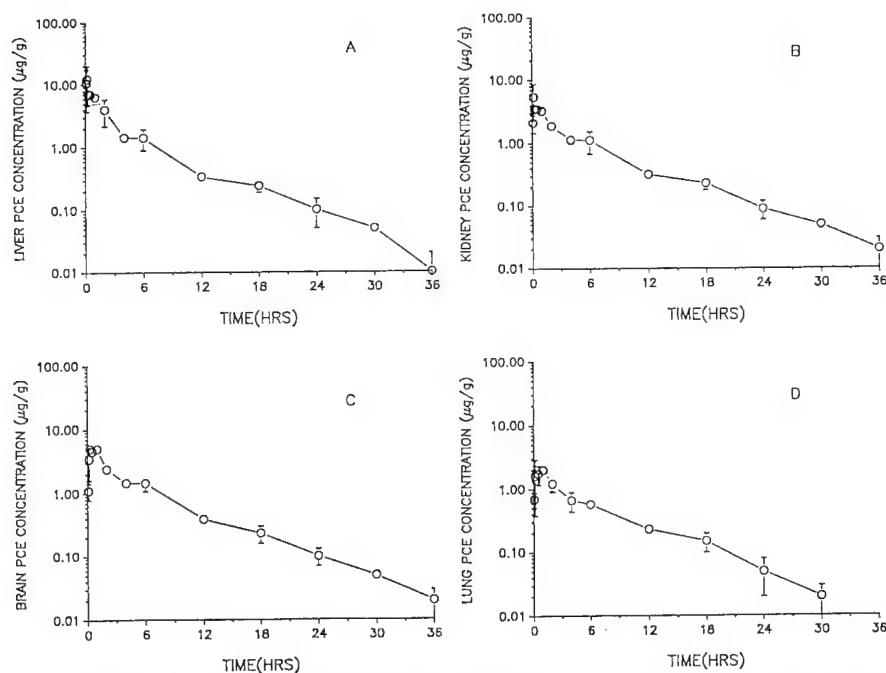 A
LIVER PCE CONCENTRATION (μg/g)
100.00
10.00
1.00
0.10
0.01
0 6 12 18 24 30 36
TIME(HRS)
B
KIDNEY PCE CONCENTRATION (μg/g)
100.00
10.00
1.00
0.10
0.01
0 6 12 18 24 30 36
TIME(HRS)
C
BRAIN PCE CONCENTRATION (μg/g)
100.00
10.00
1.00
0.10
0.01
0 6 12 18 24 30 36
TIME(HRS)
D
LUNG PCE CONCENTRATION (μg/g)
100.00
10.00
1.00
0.10
0.01
0 6 12 18 24 30 36
TIME(HRS)